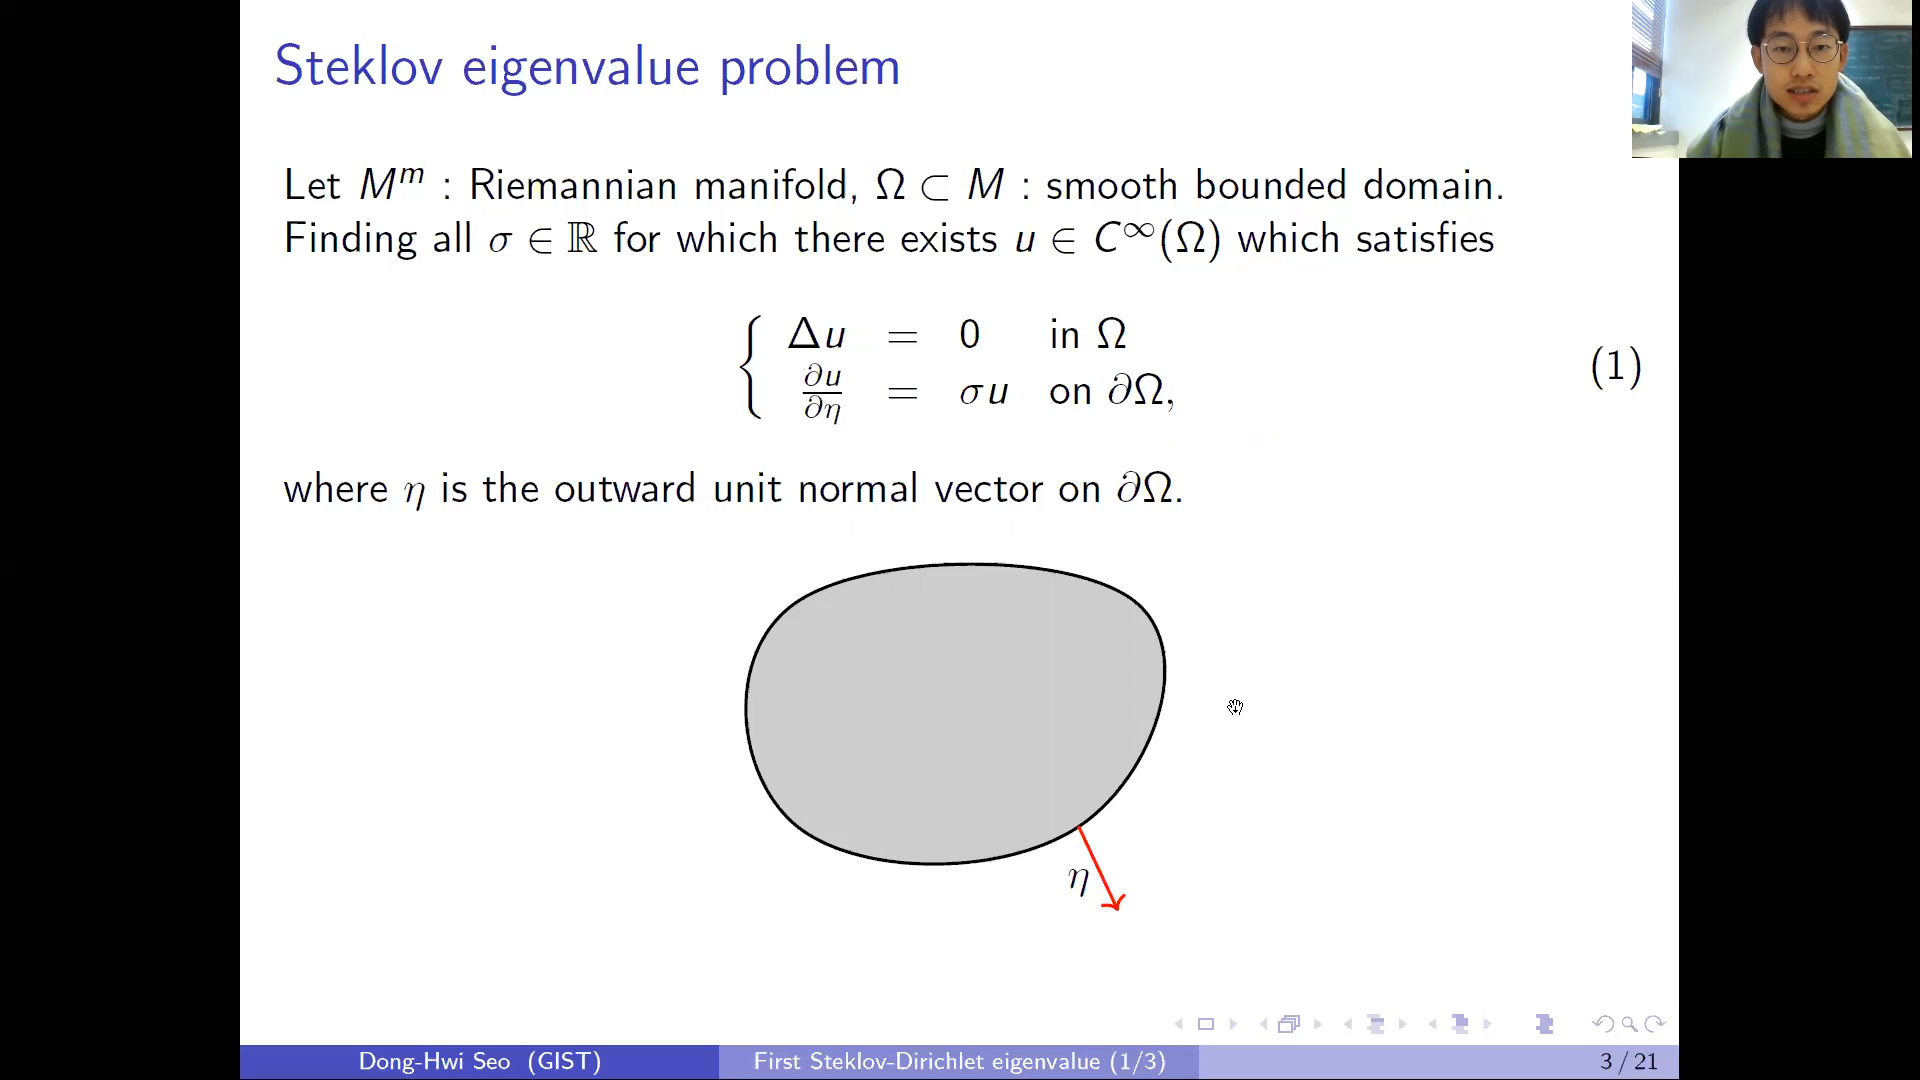 Steklov eigenvalue problem
Let Mᵐ : Riemannian manifold, Ω ⊂ M : smooth bounded domain.
Finding all σ ∈ ℝ for which there exists u ∈ C^∞(Ω) which satisfies
{ Δu = 0 in Ω
∂u/∂η = σu on ∂Ω,
(1)
where η is the outward unit normal vector on ∂Ω.
η
Dong-Hwi Seo (GIST)
First Steklov-Dirichlet eigenvalue (1/3)
3 / 21